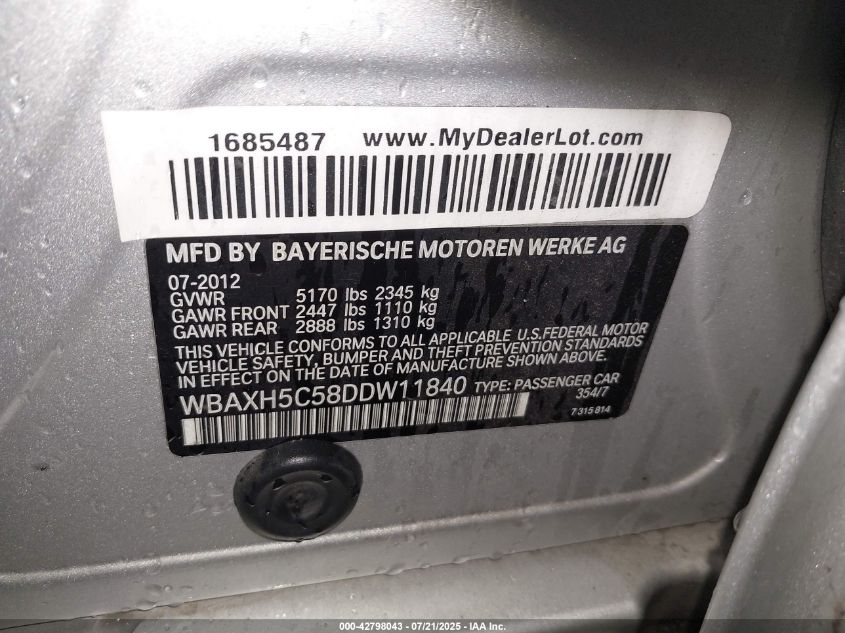 1685487 www.MyDealerLot.com
MFD BY BAYERISCHE MOTOREN WERKE AG
07-2012
GVWR 5170 lbs 2345 kg
GAWR FRONT 2447 lbs 1110 kg
GAWR REAR 2888 lbs 1310 kg
THIS VEHICLE CONFORMS TO ALL APPLICABLE U.S.FEDERAL MOTOR
VEHICLE SAFETY, BUMPER AND THEFT PREVENTION STANDARDS
IN EFFECT ON THE DATE OF MANUFACTURE SHOWN ABOVE.
WBAXH5C58DDW11840 TYPE: PASSENGER CAR
354/7
7 315 814
000-42798043 - 07/21/2025 - IAA Inc.